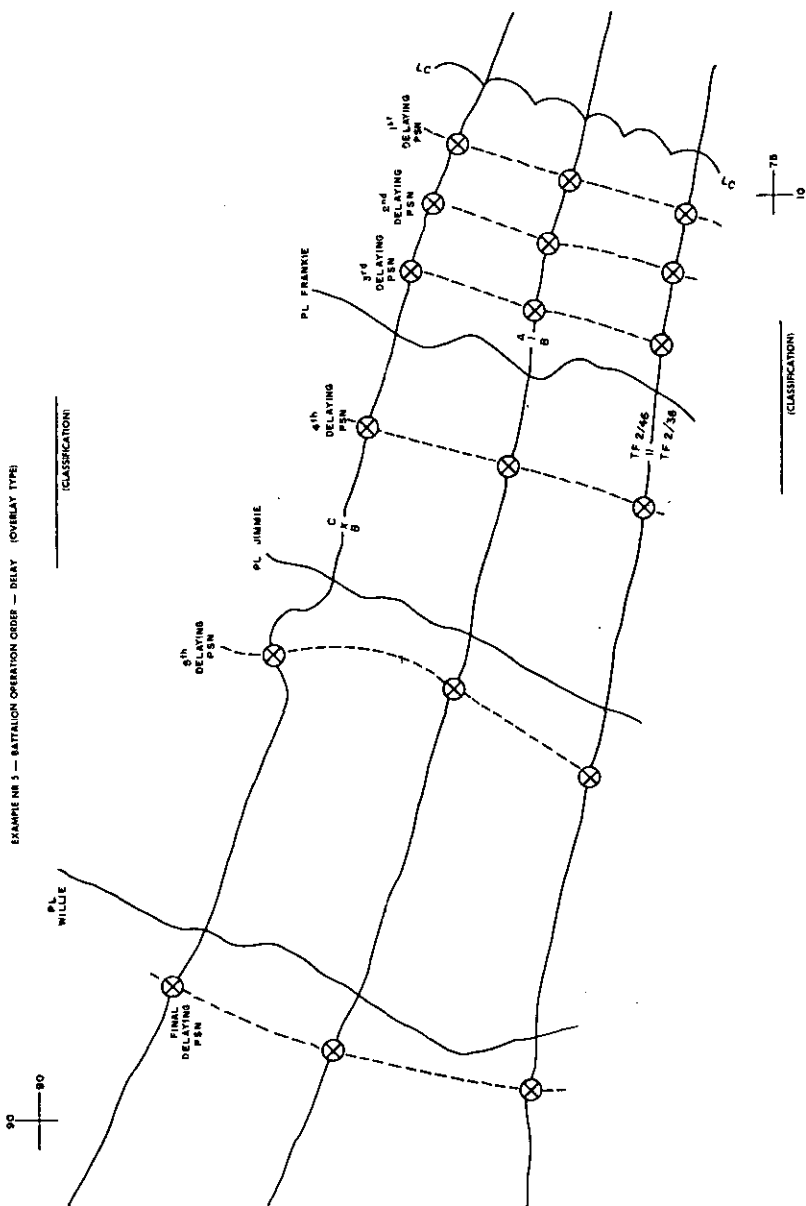 EXAMPLE NR 5 — BATTALION OPERATION ORDER — DELAY (OVERLAY TYPE)
(CLASSIFICATION)
LC
1ST
DELAYING
PSN
2nd
DELAYING
PSN
3rd
DELAYING
PSN
PL FRANKIE
4th
DELAYING
PSN
C
x
B
PL JIMMIE
5th
DELAYING
PSN
PL
WILLIE
FINAL
DELAYING
PSN
90
90
A
I
B
TF 2/46
II
TF 2/38
LC
78
10
(CLASSIFICATION)